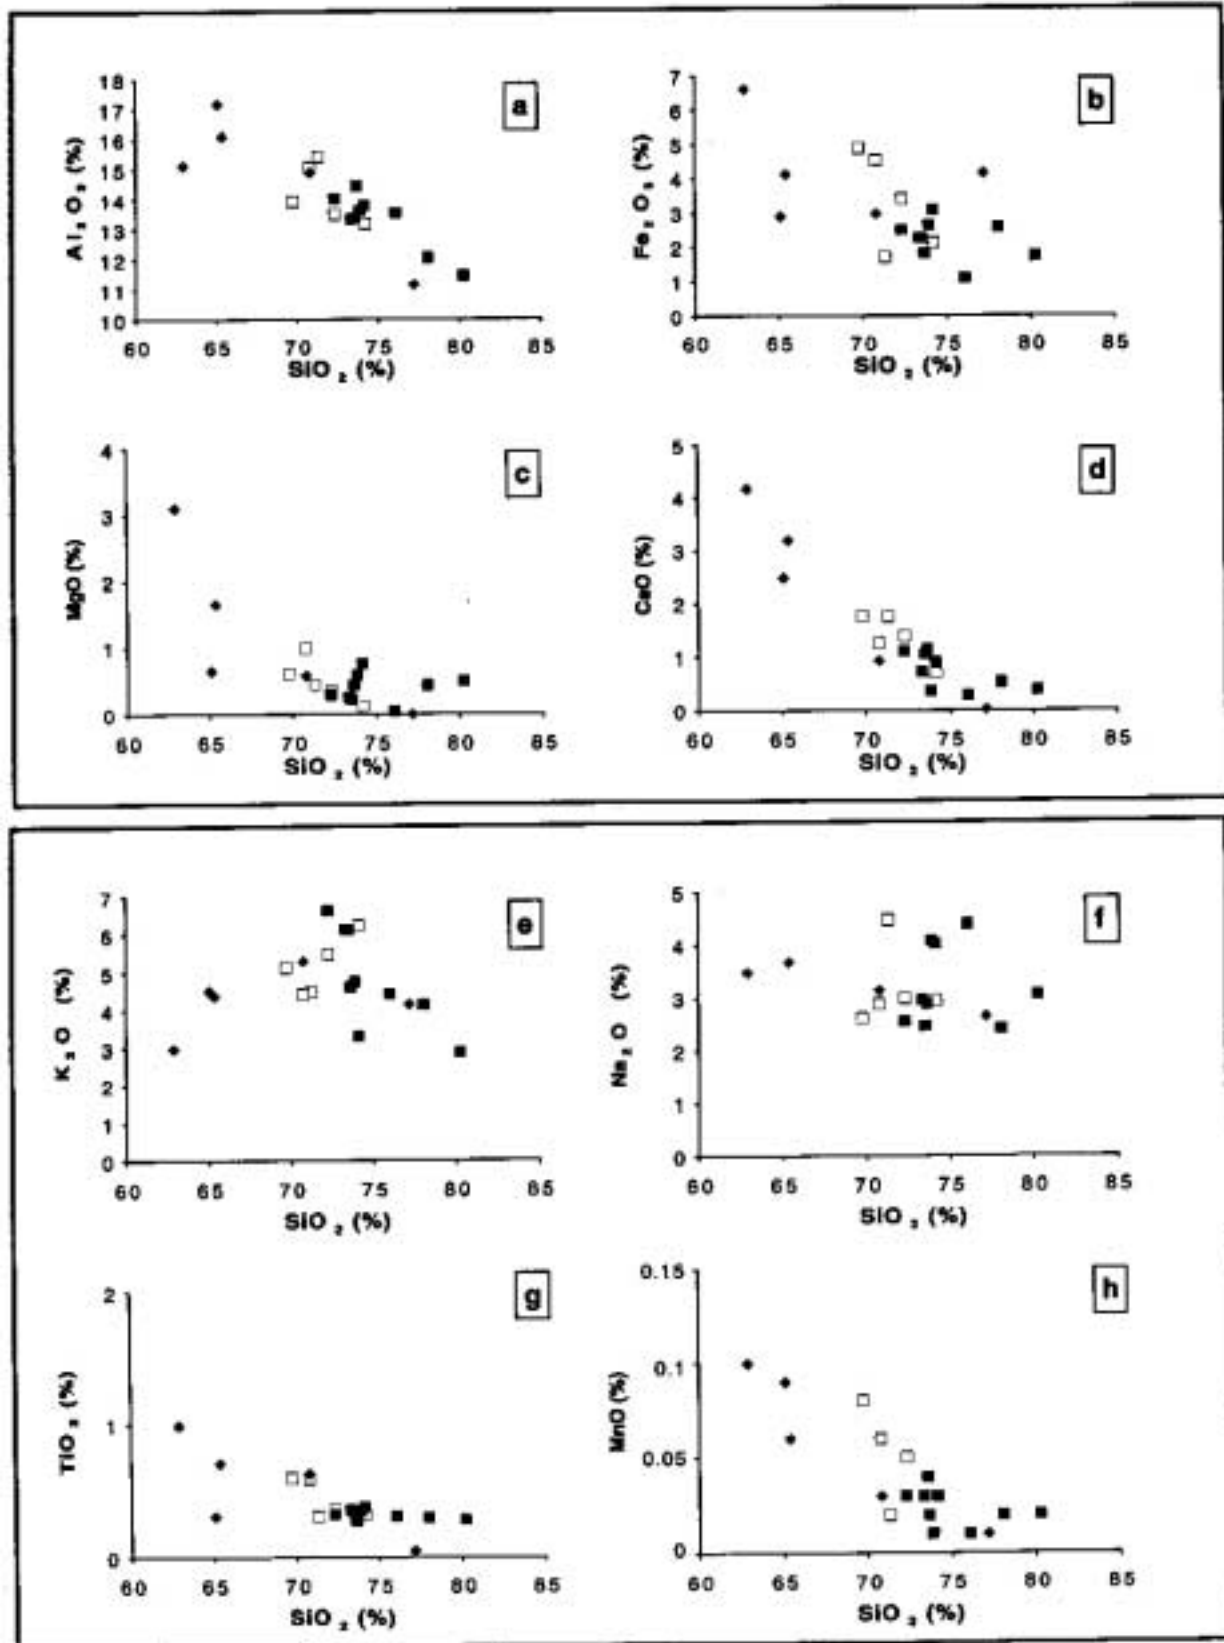 a
Al₂O₃ (%)
18
17
16
15
14
13
12
11
10
60 65 70 75 80 85
SiO₂ (%)
b
Fe₂O₃ (%)
7
6
5
4
3
2
1
0
60 65 70 75 80 85
SiO₂ (%)
c
MgO (%)
4
3
2
1
0
60 65 70 75 80 85
SiO₂ (%)
d
CaO (%)
5
4
3
2
1
0
60 65 70 75 80 85
SiO₂ (%)
e
K₂O (%)
7
6
5
4
3
2
1
0
60 65 70 75 80 85
SiO₂ (%)
f
Na₂O (%)
5
4
3
2
1
0
60 65 70 75 80 85
SiO₂ (%)
g
TiO₂ (%)
2
1
0
60 65 70 75 80 85
SiO₂ (%)
h
MnO (%)
0.15
0.1
0.05
0
60 65 70 75 80 85
SiO₂ (%)